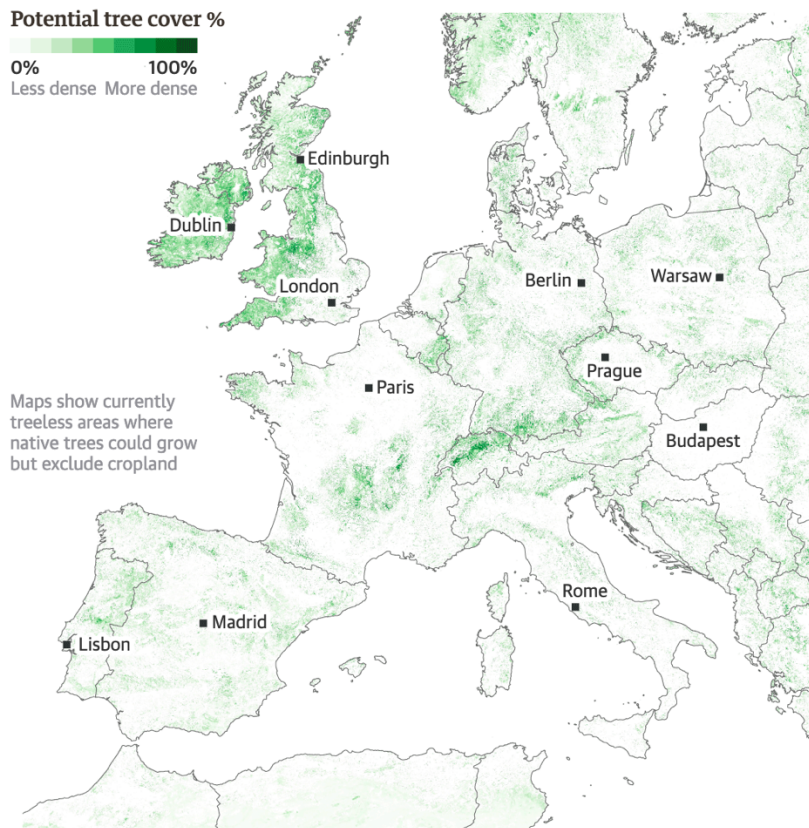 Potential tree cover %
0% 100%
Less dense More dense
Edinburgh
Dublin
London
Berlin
Warsaw
Prague
Paris
Maps show currently
treeless areas where
native trees could grow
but exclude cropland
Budapest
Rome
Madrid
Lisbon